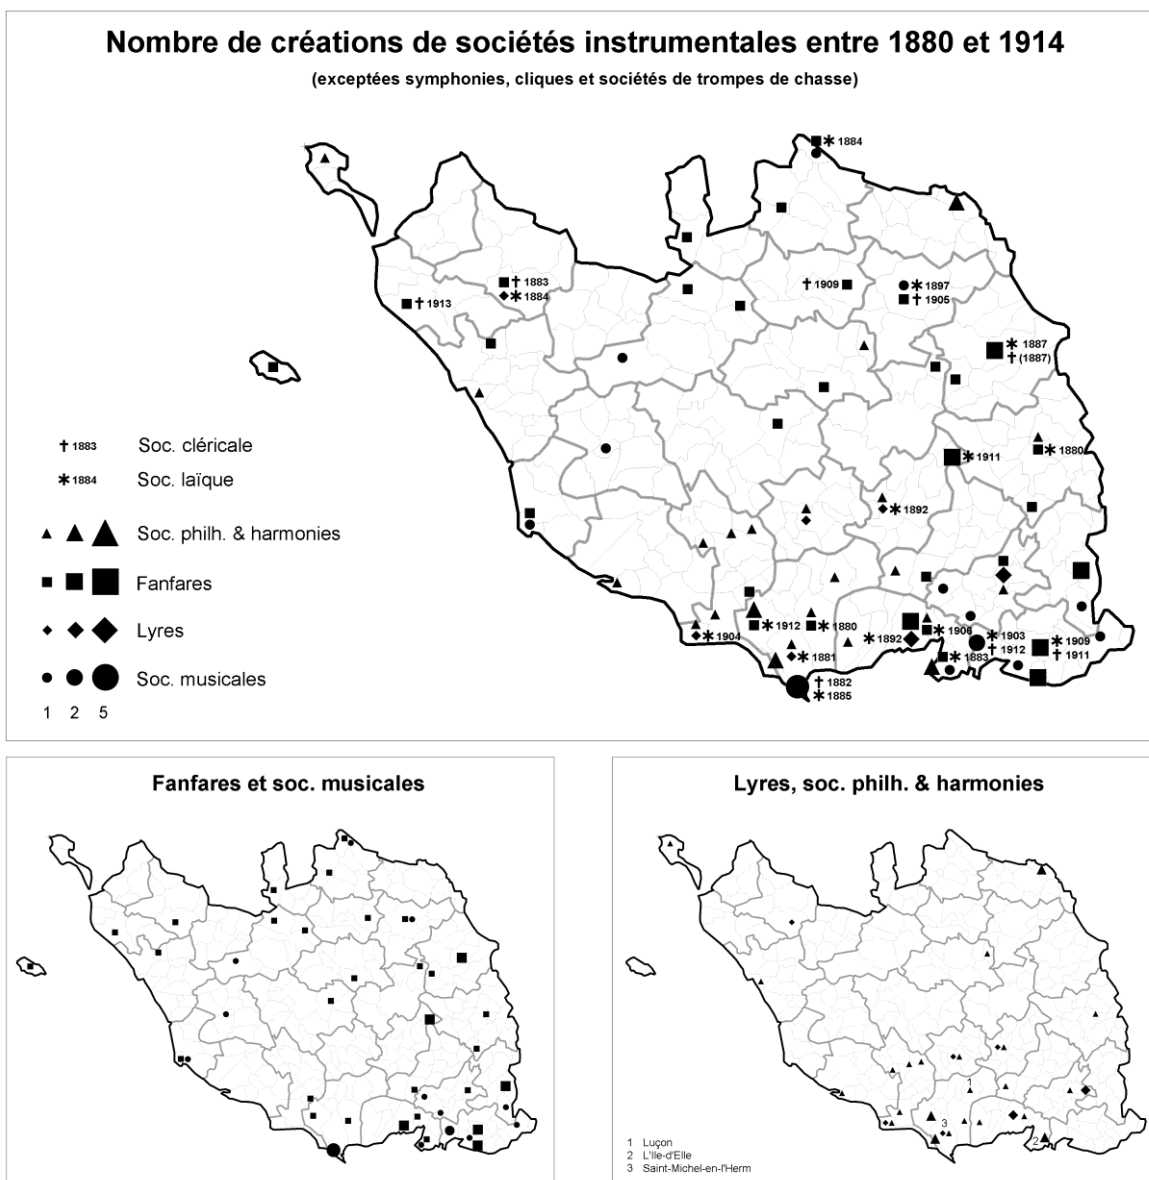 Nombre de créations de sociétés instrumentales entre 1880 et 1914
(exceptées symphonies, cliques et sociétés de trompes de chasse)
1884
1883
1884
1913
1909
1897
1905
1887
(1887)
1883 Soc. cléricale
1884 Soc. laïque
Soc. philh. & harmonies
Fanfares
Lyres
Soc. musicales
1 2 5
1911
1880
1892
1904
1912
1880
1881
1892
1906
1883
1903
1912
1909
1911
1882
1885
Fanfares et soc. musicales
Lyres, soc. philh. & harmonies
1
3
2
1 Luçon
2 L'Ile-d'Elle
3 Saint-Michel-en-l'Herm